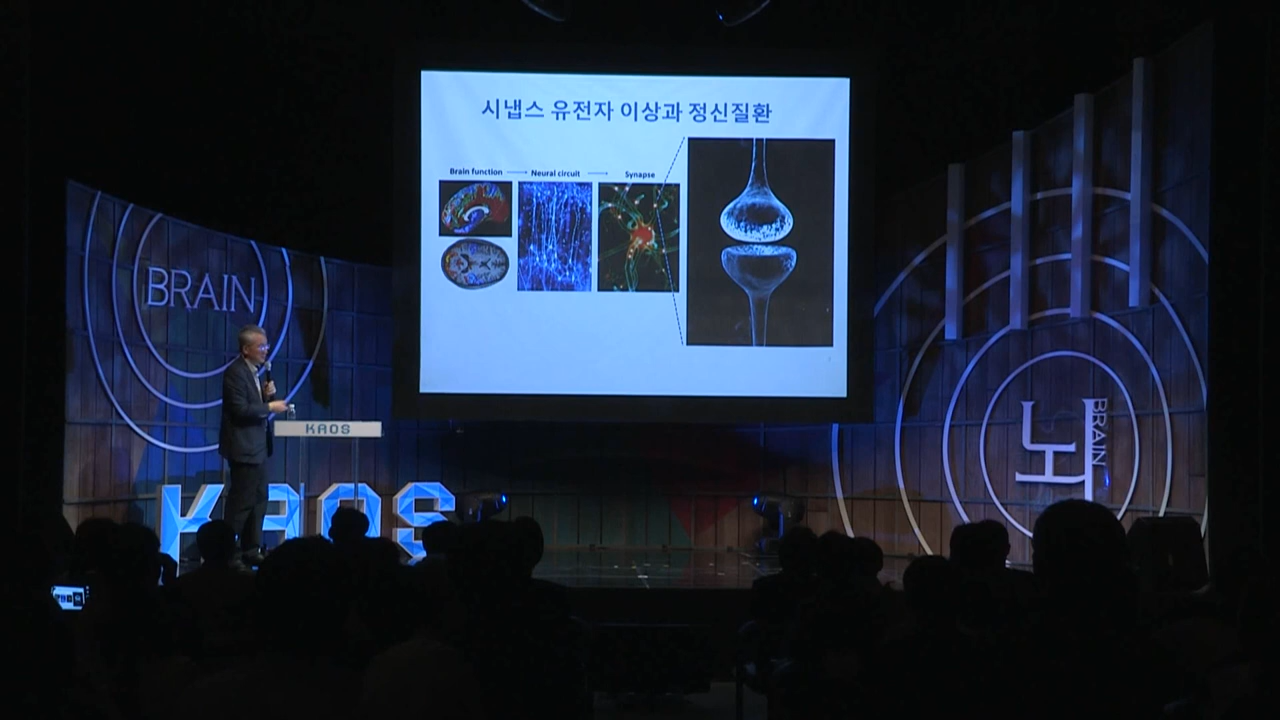 시냅스 유전자 이상과 정신질환
Brain function
Neural circuit
Synapse
BRAIN
KAOS
KAOS
뇌
BRAIN